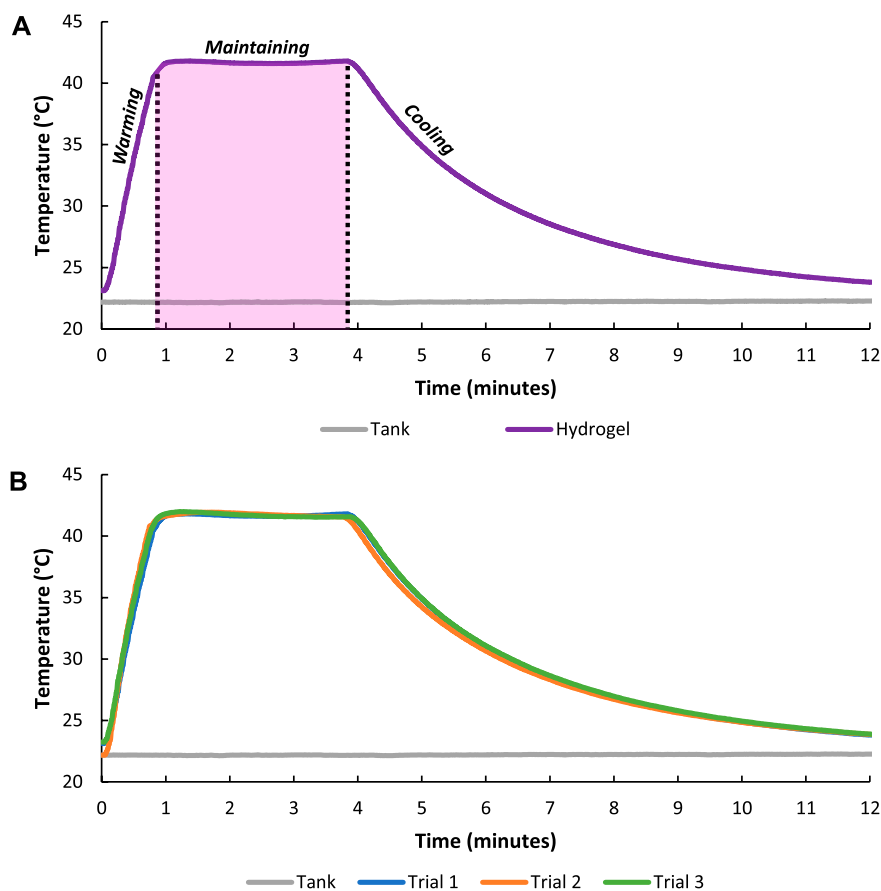 A
45
40
35
30
25
20
Temperature (°C)
Warming
Maintaining
Cooling
0 1 2 3 4 5 6 7 8 9 10 11 12
Time (minutes)
Tank Hydrogel
B
45
40
35
30
25
20
Temperature (°C)
0 1 2 3 4 5 6 7 8 9 10 11 12
Time (minutes)
Tank Trial 1 Trial 2 Trial 3